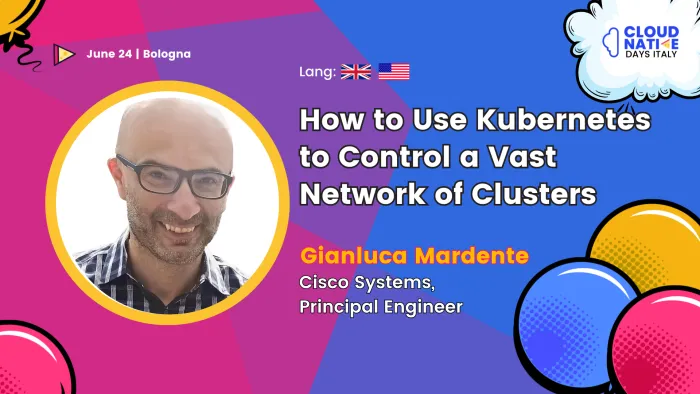 June 24 | Bologna
CLOUD
NATIVE
DAYS ITALY
Lang:
How to Use Kubernetes
to Control a Vast
Network of Clusters
Gianluca Mardente
Cisco Systems,
Principal Engineer